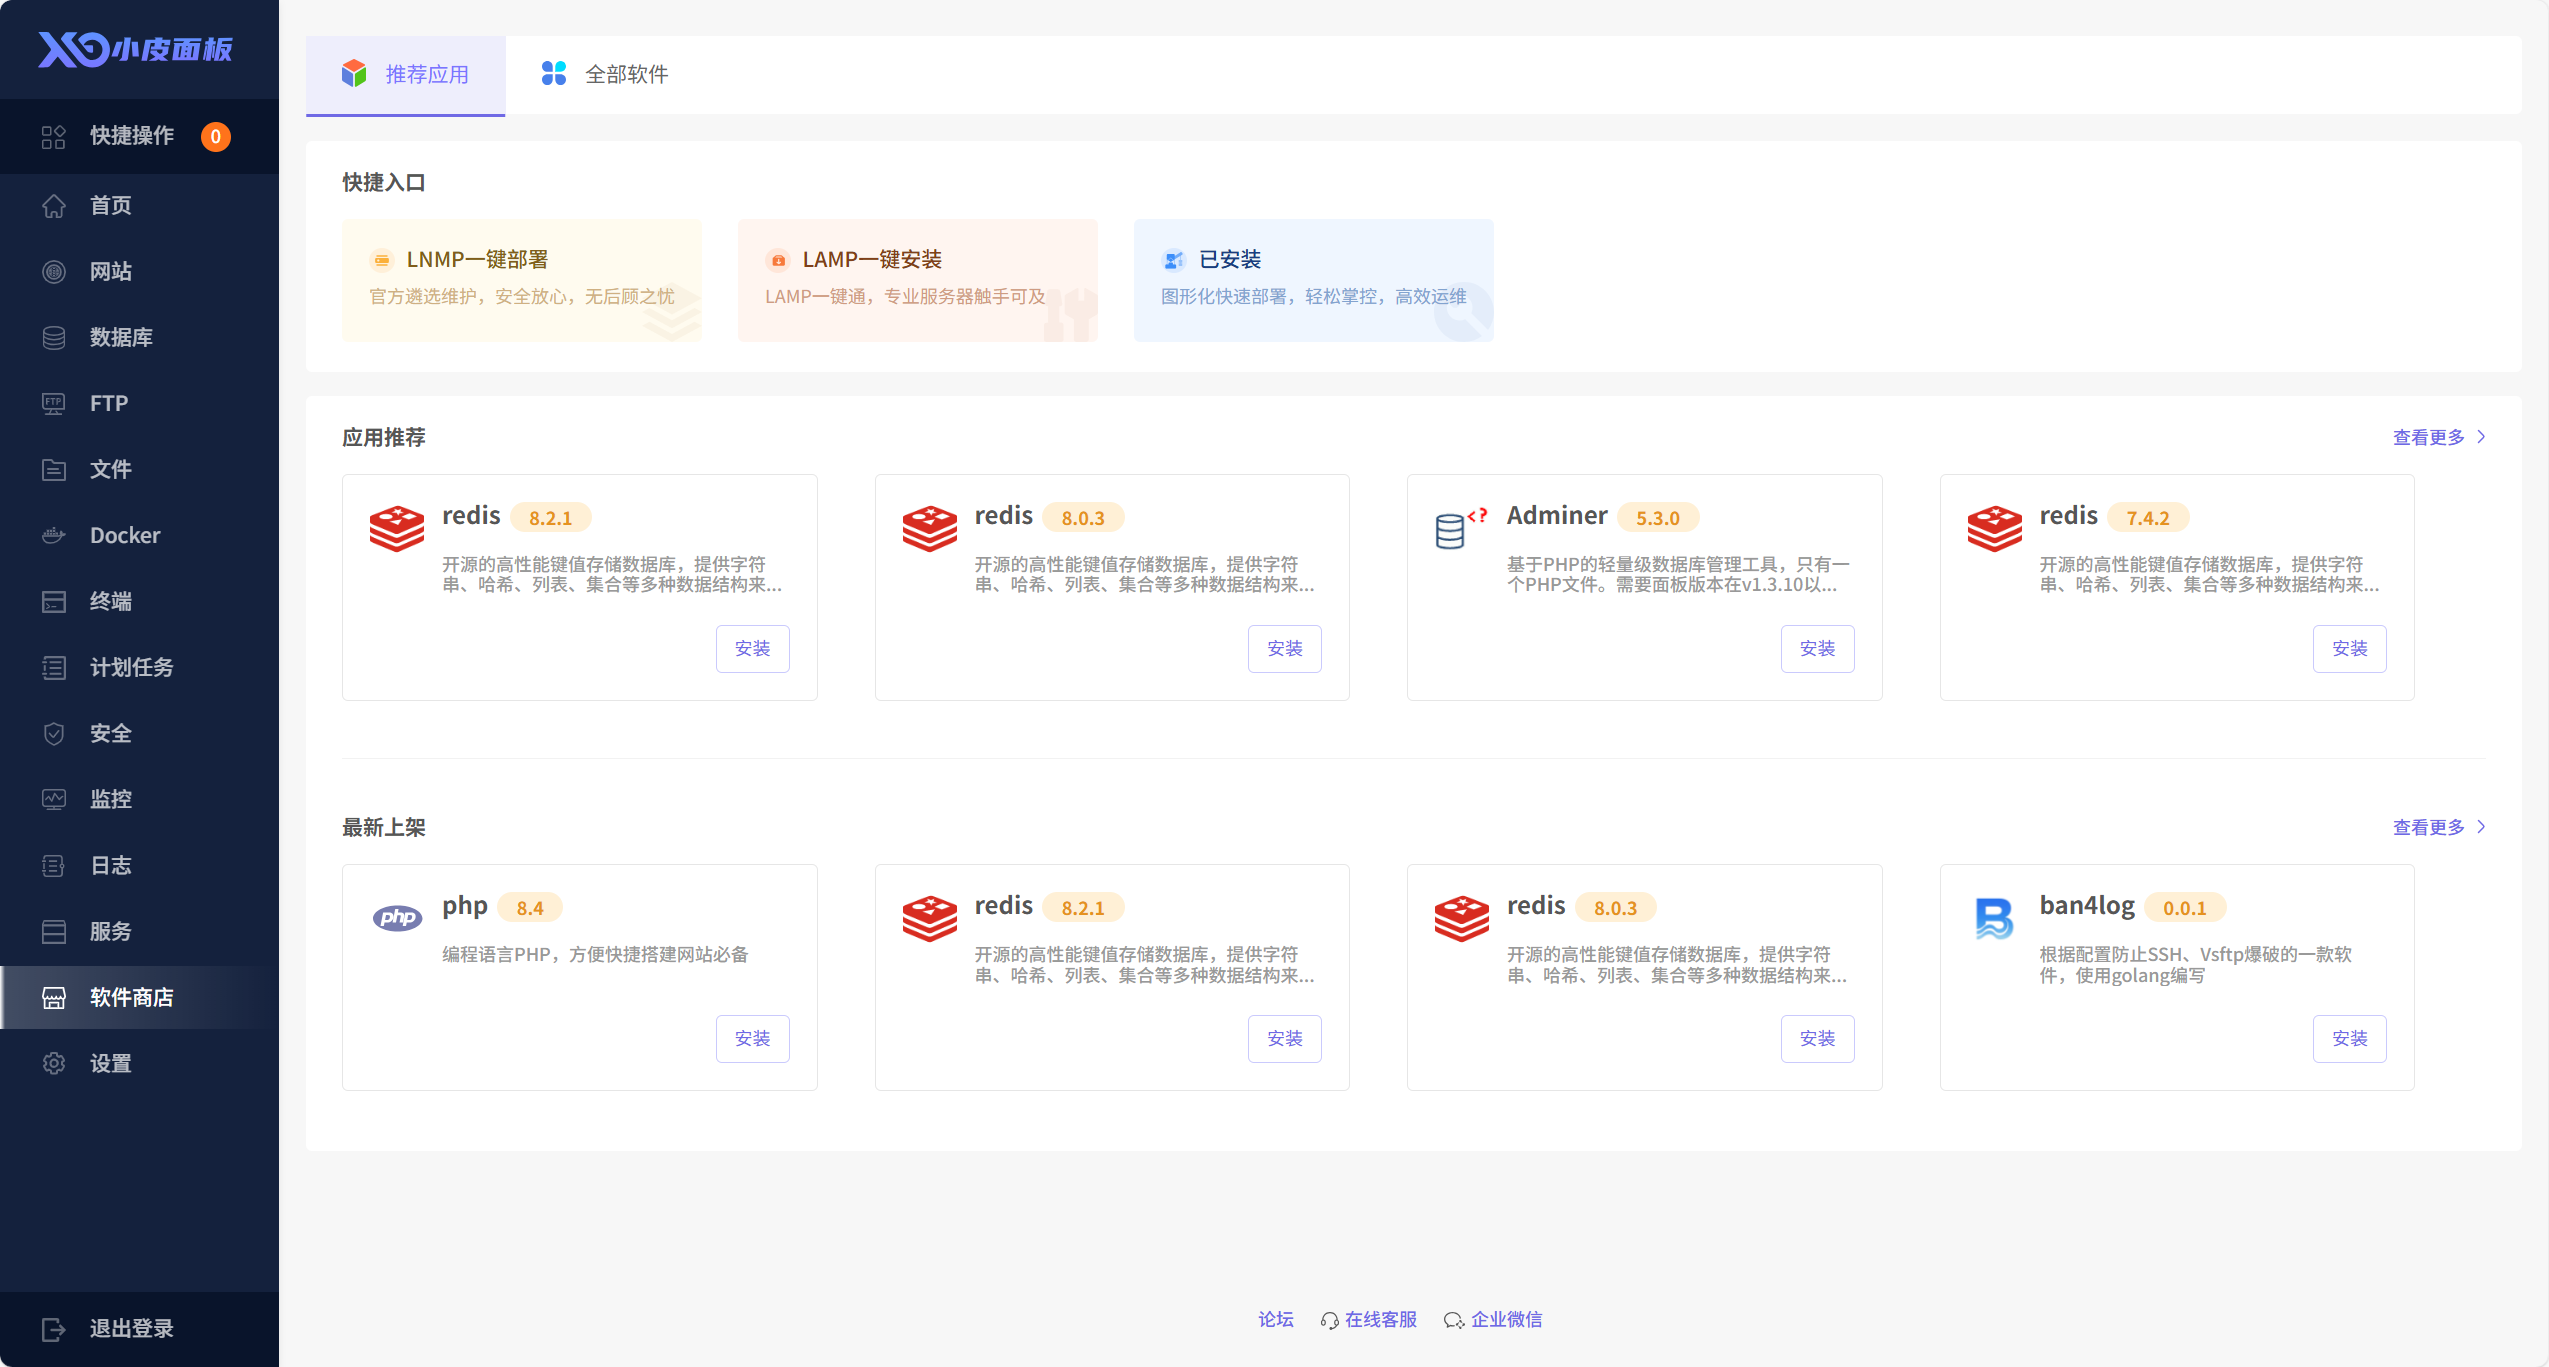 小皮面板
快捷操作 0
首页
网站
数据库
FTP
文件
Docker
终端
计划任务
安全
监控
日志
服务
软件商店
设置
退出登录
推荐应用
全部软件
快捷入口
LNMP一键部署
官方遴选维护，安全放心，无后顾之忧
LAMP一键安装
LAMP一键通，专业服务器触手可及
已安装
图形化快速部署，轻松掌控，高效运维
应用推荐
查看更多
redis 8.2.1
开源的高性能键值存储数据库，提供字符
串、哈希、列表、集合等多种数据结构来...
安装
redis 8.0.3
开源的高性能键值存储数据库，提供字符
串、哈希、列表、集合等多种数据结构来...
安装
Adminer 5.3.0
基于PHP的轻量级数据库管理工具，只有一
个PHP文件。需要面板版本在v1.3.10以...
安装
redis 7.4.2
开源的高性能键值存储数据库，提供字符
串、哈希、列表、集合等多种数据结构来...
安装
最新上架
查看更多
php
php 8.4
编程语言PHP，方便快捷搭建网站必备
安装
redis 8.2.1
开源的高性能键值存储数据库，提供字符
串、哈希、列表、集合等多种数据结构来...
安装
redis 8.0.3
开源的高性能键值存储数据库，提供字符
串、哈希、列表、集合等多种数据结构来...
安装
ban4log 0.0.1
根据配置防止SSH、Vsftp爆破的一款软
件，使用golang编写
安装
论坛
在线客服
企业微信